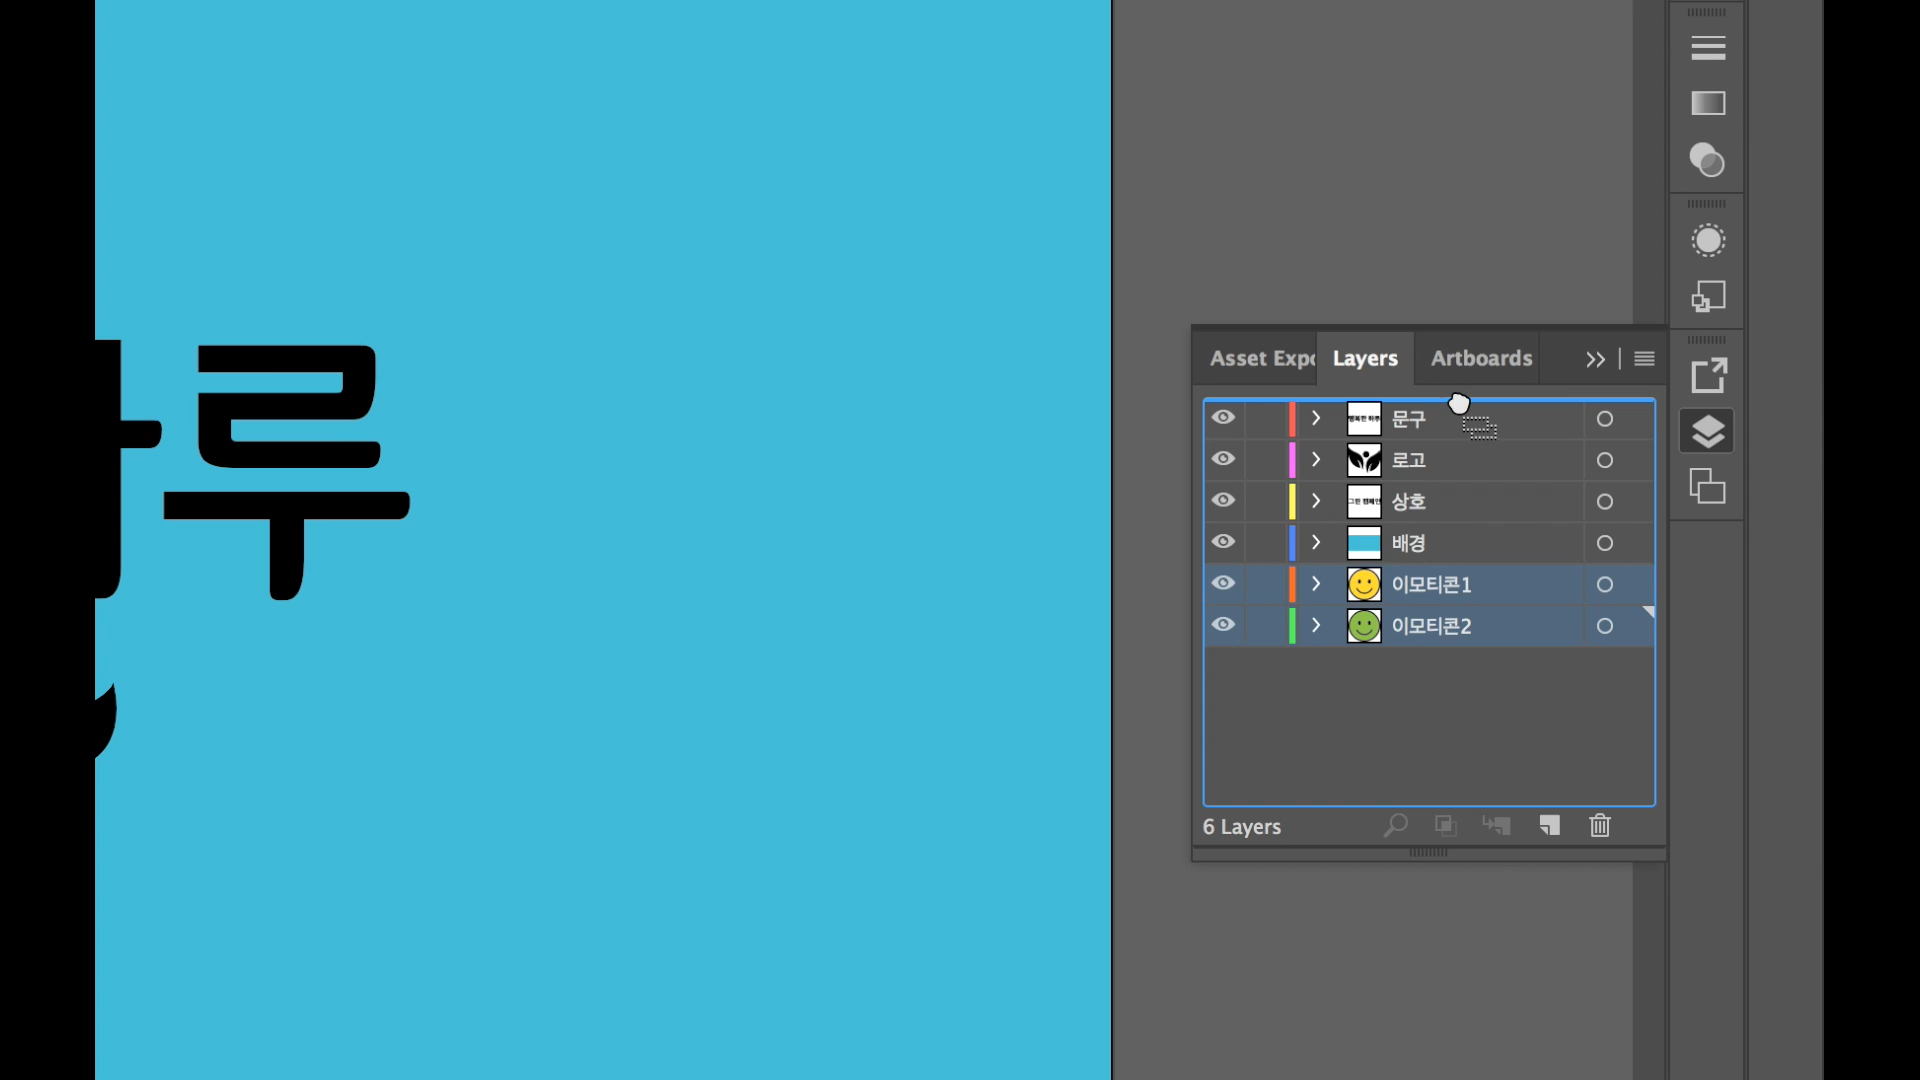 루
Asset Expo
Layers
Artboards
문구
로고
상호
배경
이모티콘1
이모티콘2
6 Layers